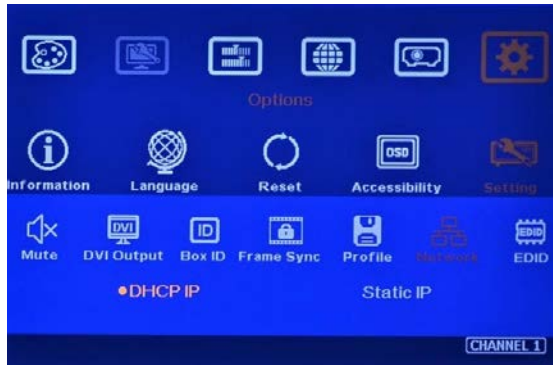 Options
Information Language Reset Accessibility Setting
OSD
DVI ID EDID
Mute DVI Output Box ID Frame Sync Profile Network EDID
•DHCP IP Static IP
CHANNEL 1